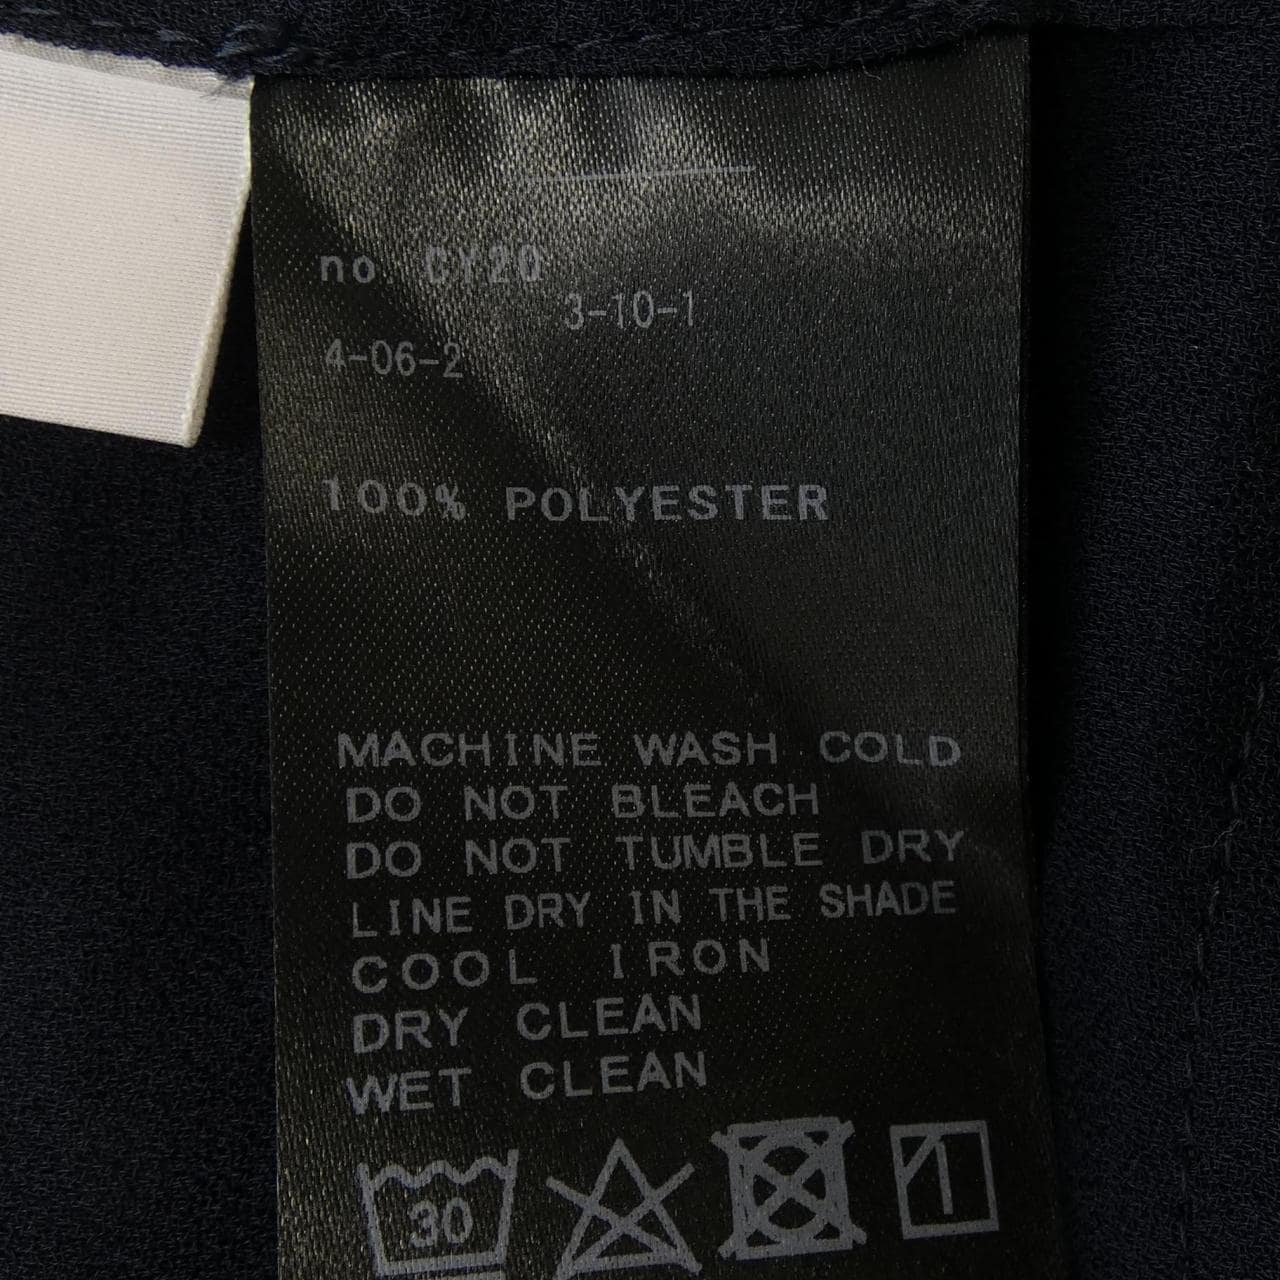 no CY20
3-10-1
4-06-2
100% POLYESTER
MACHINE WASH COLD
DO NOT BLEACH
DO NOT TUMBLE DRY
LINE DRY IN THE SHADE
COOL IRON
DRY CLEAN
WET CLEAN
30